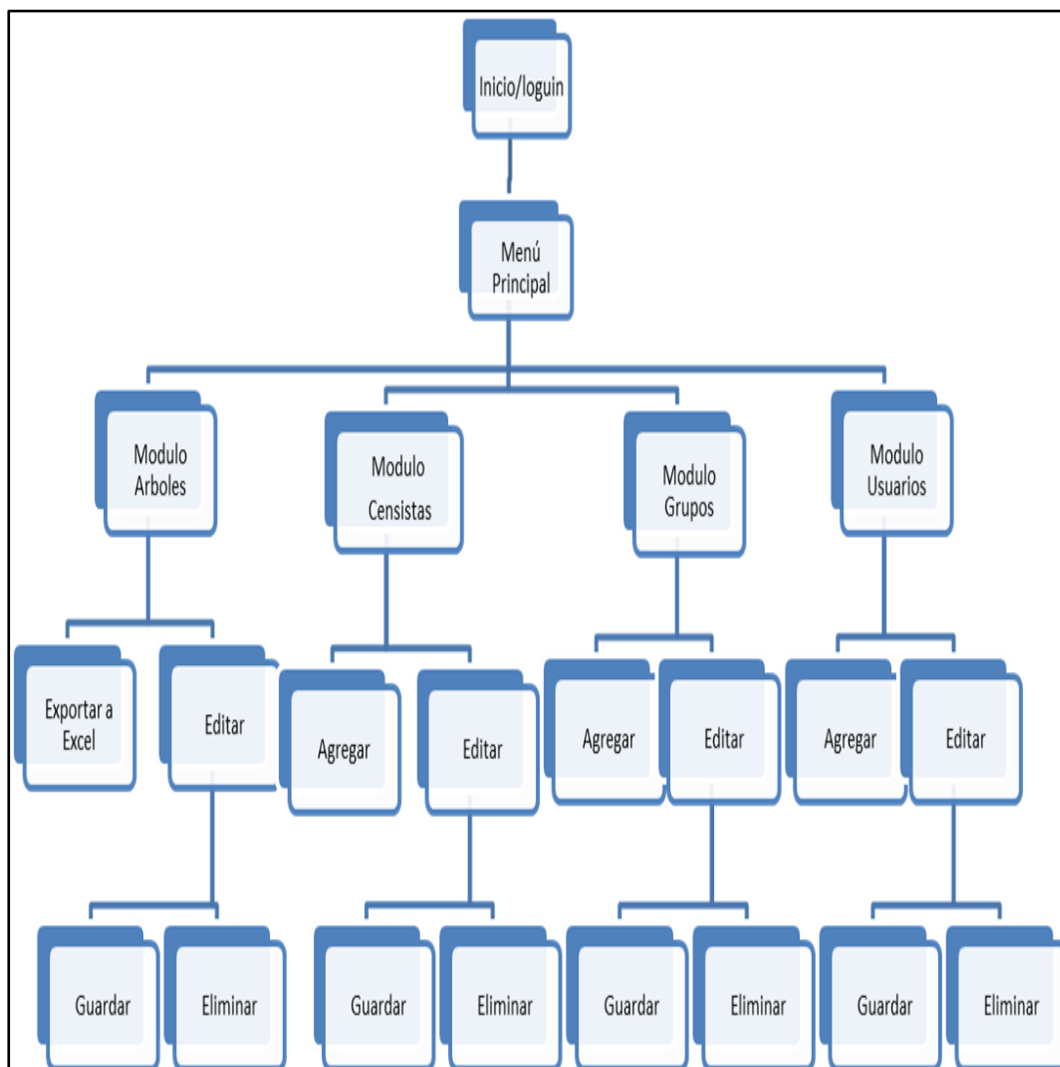 Inicio/loguin
Menú
Principal
Modulo
Arboles
Modulo
Censistas
Modulo
Grupos
Modulo
Usuarios
Exportar a
Excel
Editar
Agregar
Editar
Agregar
Editar
Agregar
Editar
Guardar
Eliminar
Guardar
Eliminar
Guardar
Eliminar
Guardar
Eliminar